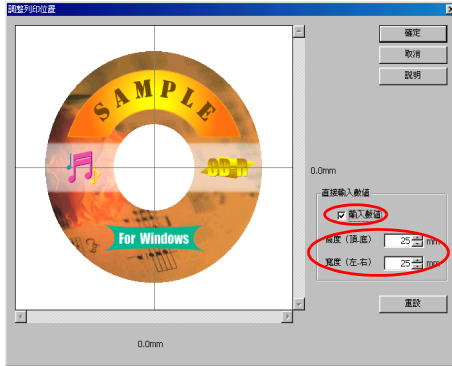 調整列印位置
確定
取消
說明
SAMPLE
CD-R
For Windows
0.0mm
直接輸入數值
輸入數值
高度（頂.底） 25 mm
寬度（左.右） 25 mm
重設
0.0mm